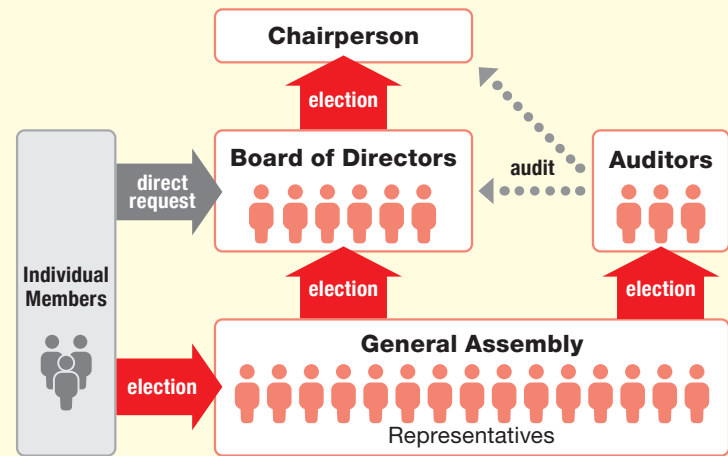 Chairperson
election
Board of Directors
Auditors
audit
direct
request
Individual
Members
election
election
General Assembly
election
Representatives